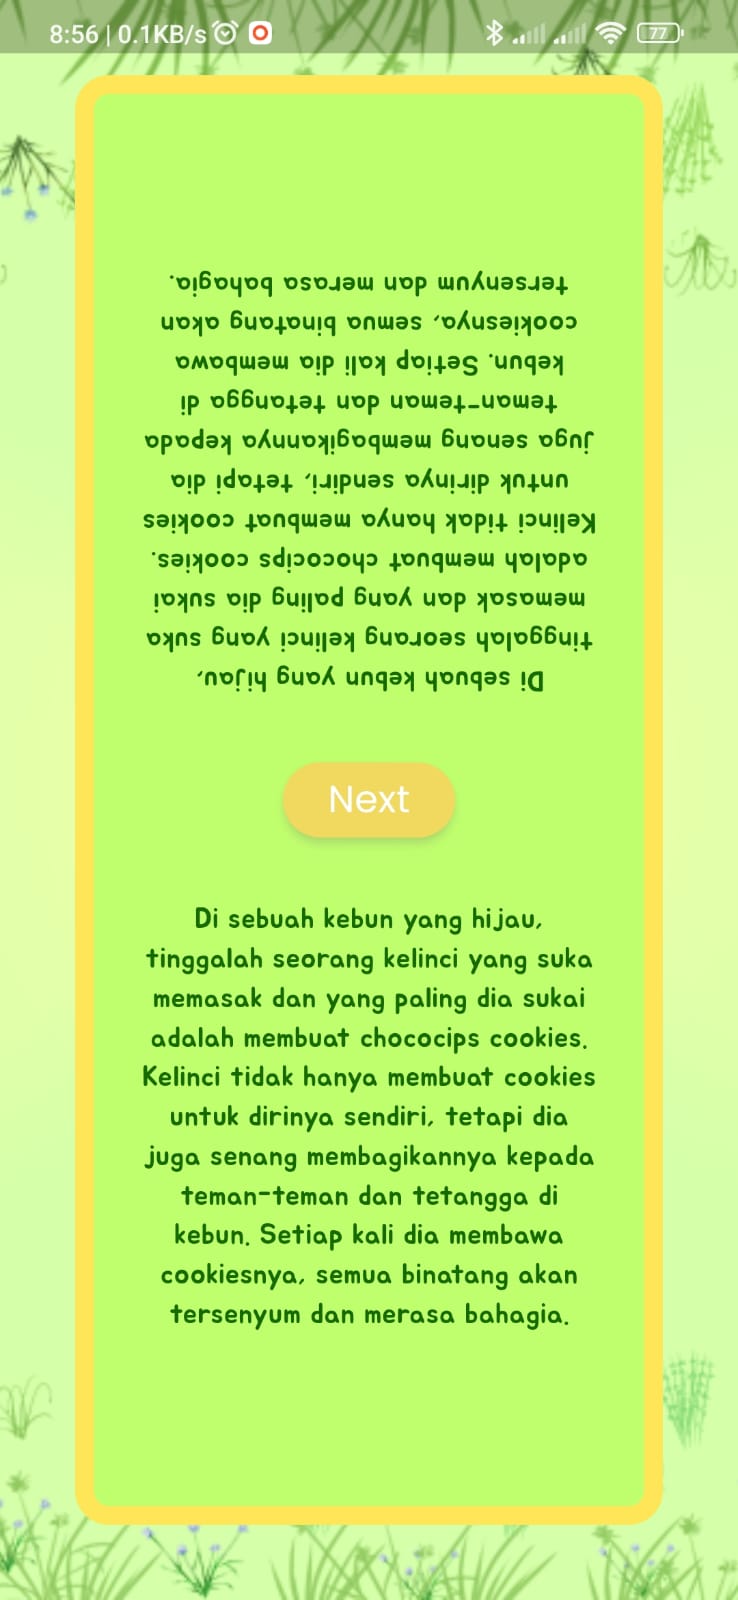 8:56 | 0.1KB/s
77
tersenyum dan merasa bahagia.
cookiesnya, semua binatang akan
kebun. Setiap kali dia membawa
teman-teman dan tetangga di
juga senang membagikannya kepada
untuk dirinya sendiri, tetapi dia
Kelinci tidak hanya membuat cookies
adalah membuat chococips cookies.
memasak dan yang paling dia sukai
tinggalah seorang kelinci yang suka
Di sebuah kebun yang hijau,
Next
Di sebuah kebun yang hijau,
tinggalah seorang kelinci yang suka
memasak dan yang paling dia sukai
adalah membuat chococips cookies.
Kelinci tidak hanya membuat cookies
untuk dirinya sendiri, tetapi dia
juga senang membagikannya kepada
teman-teman dan tetangga di
kebun. Setiap kali dia membawa
cookiesnya, semua binatang akan
tersenyum dan merasa bahagia.